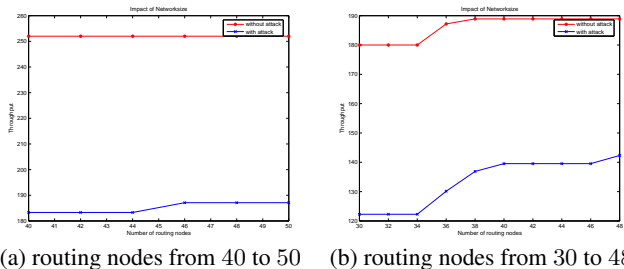 Impact of Networksize
260
250
240
230
220
210
200
190
180
Throughput
without attack
with attack
40 41 42 43 44 45 46 47 48 49 50
Number of routing nodes
(a) routing nodes from 40 to 50
Impact of Networksize
190
180
170
160
150
140
130
120
Throughput
without attack
with attack
30 32 34 36 38 40 42 44 46 48
Number of routing nodes
(b) routing nodes from 30 to 48